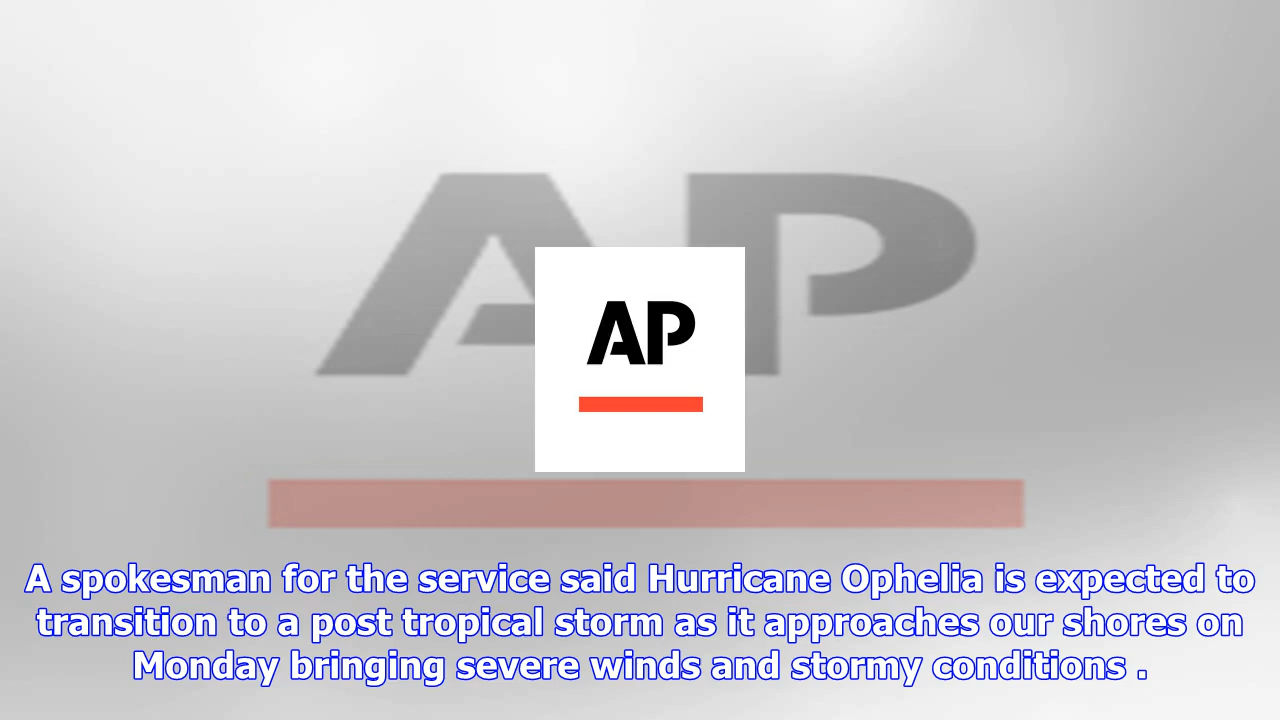 AP
AP
A spokesman for the service said Hurricane Ophelia is expected to
transition to a post tropical storm as it approaches our shores on
Monday bringing severe winds and stormy conditions .